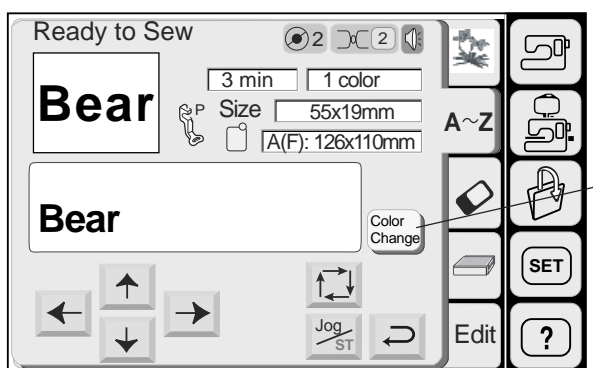 Ready to Sew
2
2
Bear
3 min
1 color
P
Size
55x19mm
A(F): 126x110mm
A~Z
Bear
Color
Change
SET
Jog
ST
Edit
?